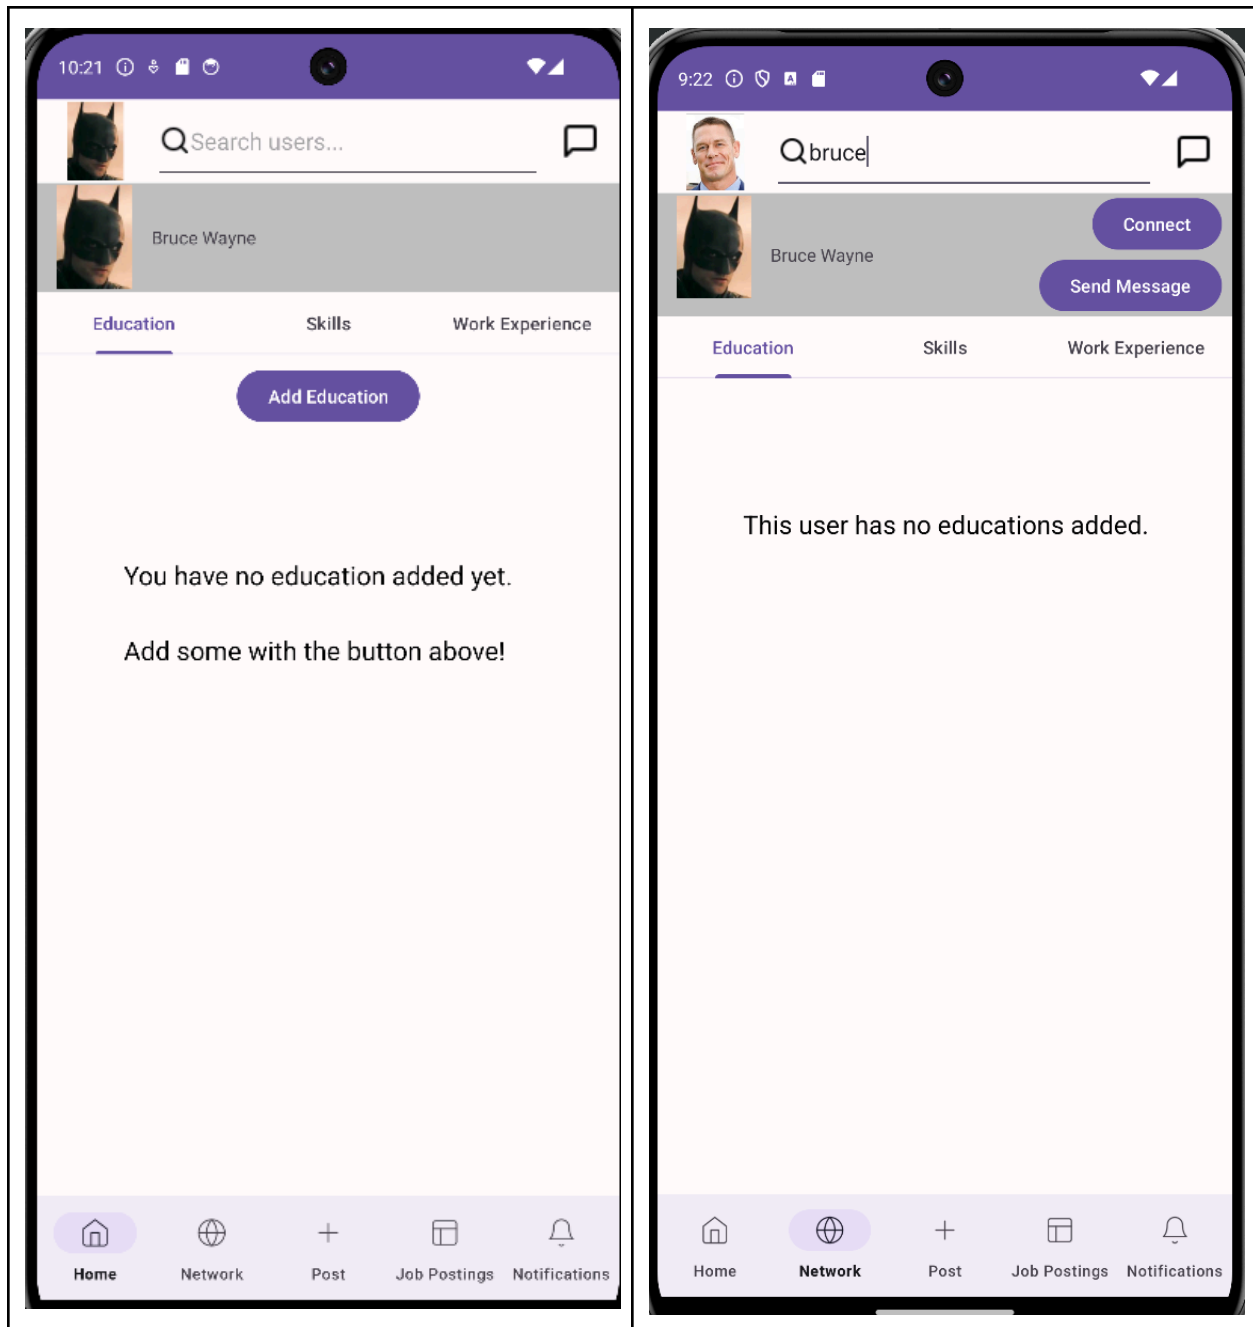 10:21
Search users...
Bruce Wayne
Education Skills Work Experience
Add Education
You have no education added yet.
Add some with the button above!
Home Network Post Job Postings Notifications
9:22
bruce
Connect
Bruce Wayne
Send Message
Education Skills Work Experience
This user has no educations added.
Home Network Post Job Postings Notifications